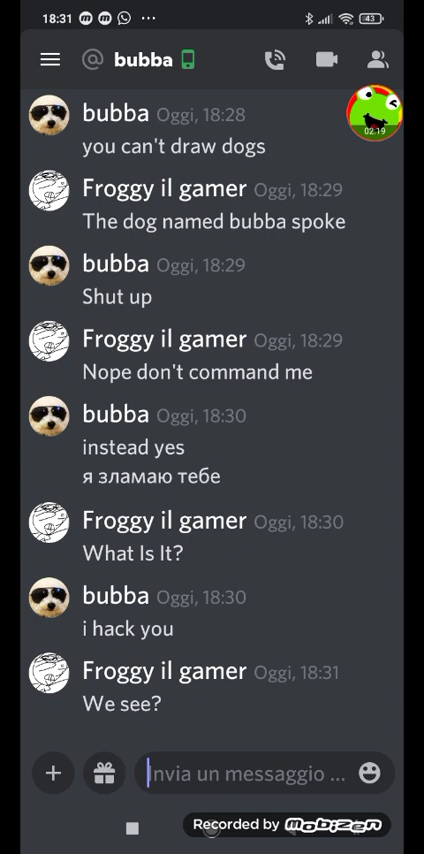 18:31 43
@ bubba
bubba Oggi, 18:28
you can't draw dogs
02:19
Froggy il gamer Oggi, 18:29
The dog named bubba spoke
bubba Oggi, 18:29
Shut up
Froggy il gamer Oggi, 18:29
Nope don't command me
bubba Oggi, 18:30
instead yes
я зламаю тебе
Froggy il gamer Oggi, 18:30
What Is It?
bubba Oggi, 18:30
i hack you
Froggy il gamer Oggi, 18:31
We see?
Invia un messaggio ...
Recorded by MOBIZEN